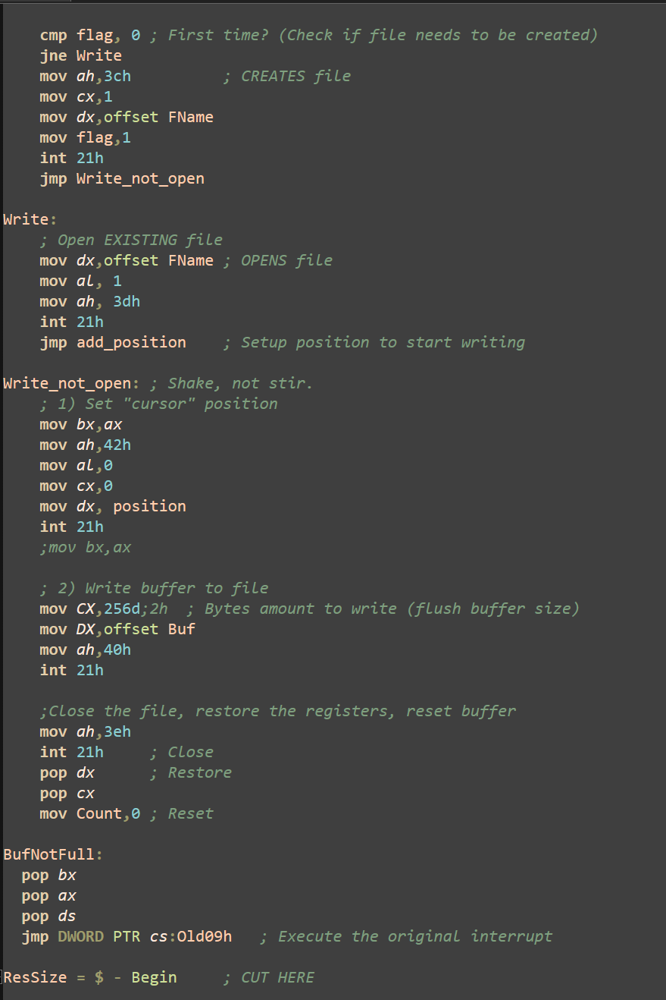 cmp flag, 0 ; First time? (Check if file needs to be created)
jne Write
mov ah,3ch ; CREATES file
mov cx,1
mov dx,offset FName
mov flag,1
int 21h
jmp Write_not_open
Write:
; Open EXISTING file
mov dx,offset FName ; OPENS file
mov al, 1
mov ah, 3dh
int 21h
jmp add_position ; Setup position to start writing
Write_not_open: ; Shake, not stir.
; 1) Set "cursor" position
mov bx,ax
mov ah,42h
mov al,0
mov cx,0
mov dx, position
int 21h
;mov bx,ax
; 2) Write buffer to file
mov CX,256d;2h ; Bytes amount to write (flush buffer size)
mov DX,offset Buf
mov ah,40h
int 21h
;Close the file, restore the registers, reset buffer
mov ah,3eh
int 21h ; Close
pop dx ; Restore
pop cx
mov Count,0 ; Reset
BufNotFull:
pop bx
pop ax
pop ds
jmp DWORD PTR cs:Old09h ; Execute the original interrupt
ResSize = $ - Begin ; CUT HERE